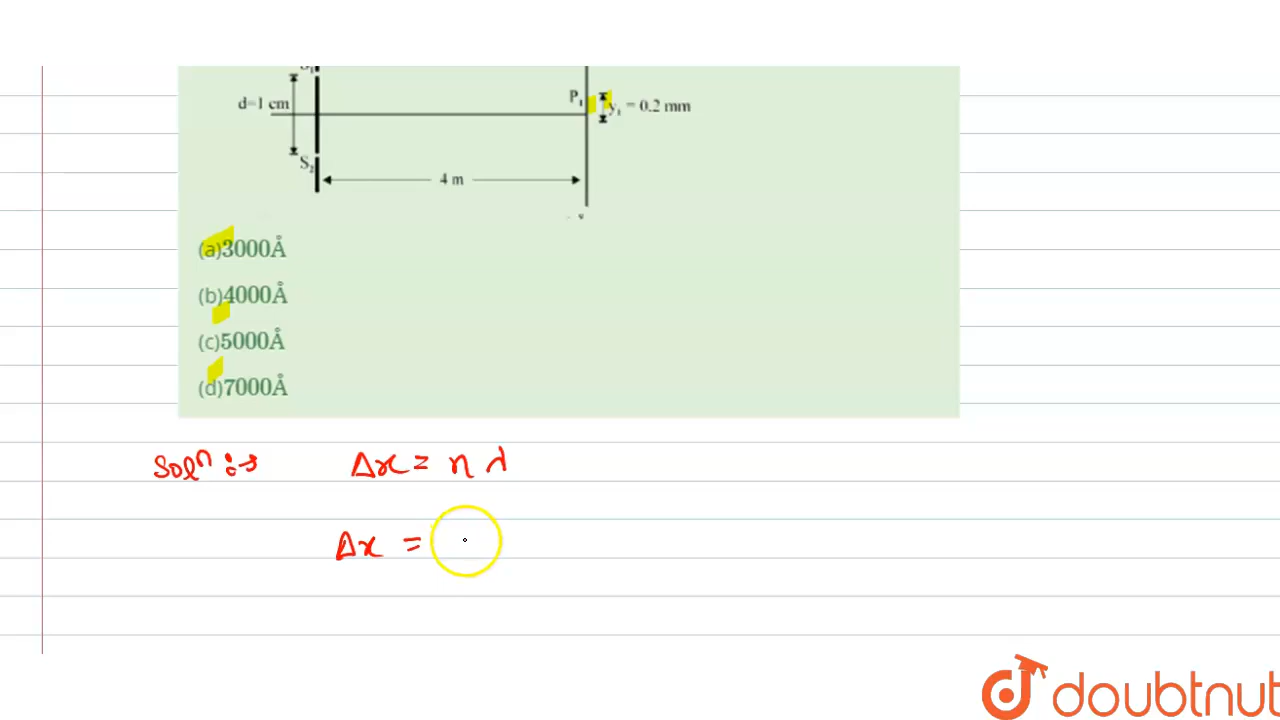 d=1 cm
P₁
y₁ = 0.2 mm
S₂
4 m
(a)3000Å
(b)4000Å
(c)5000Å
(d)7000Å
Solⁿ :→ Δx = n λ
Δx =
doubtnut